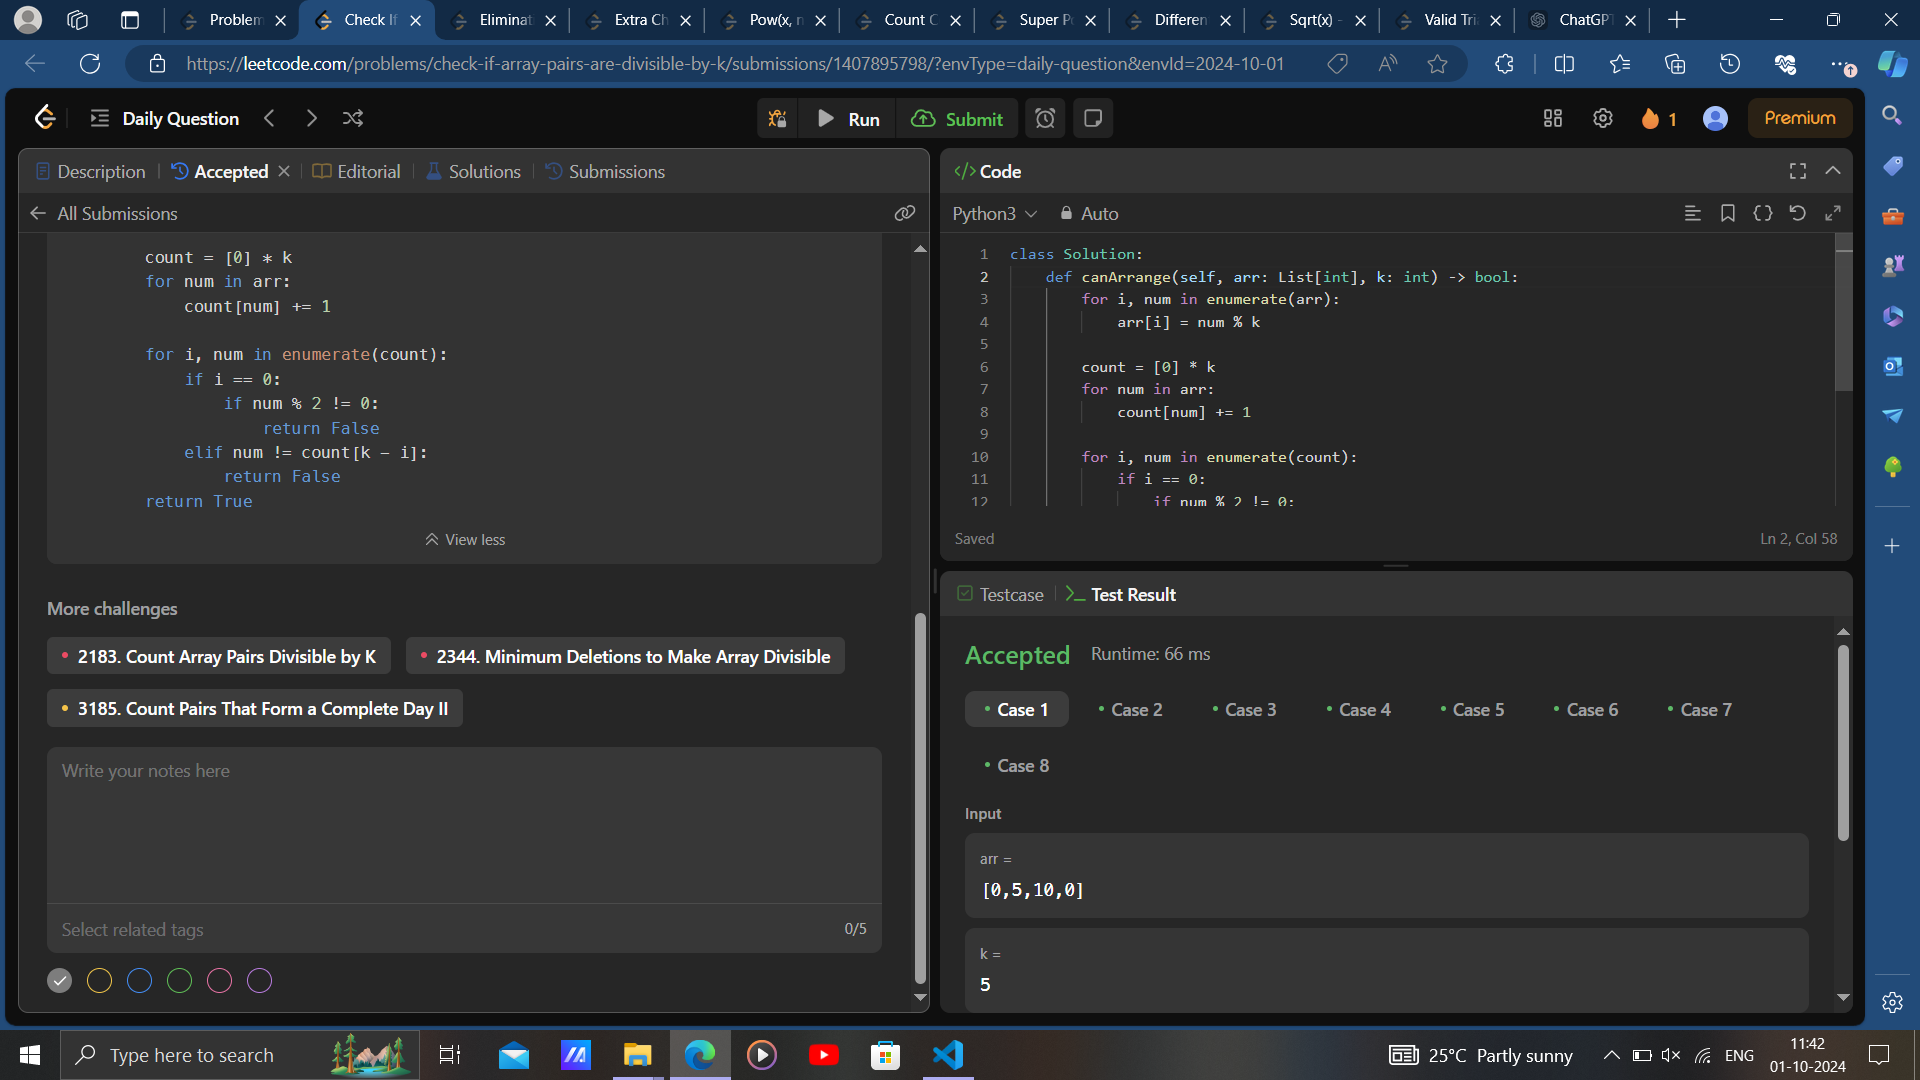 Problem
Check If
Eliminat
Extra Ch
Pow(x, n
Count C
Super P
Differen
Sqrt(x) -
Valid Tri
ChatGPT
https://leetcode.com/problems/check-if-array-pairs-are-divisible-by-k/submissions/1407895798/?envType=daily-question&envId=2024-10-01
Daily Question
Run
Submit
1
Premium
Description
Accepted
Editorial
Solutions
Submissions
All Submissions
count = [0] * k
for num in arr:
count[num] += 1
for i, num in enumerate(count):
if i == 0:
if num % 2 != 0:
return False
elif num != count[k - i]:
return False
return True
View less
More challenges
2183. Count Array Pairs Divisible by K
2344. Minimum Deletions to Make Array Divisible
3185. Count Pairs That Form a Complete Day II
Write your notes here
Select related tags
0/5
</> Code
Python3
Auto
1 class Solution:
2 def canArrange(self, arr: List[int], k: int) -> bool:
3 for i, num in enumerate(arr):
4 arr[i] = num % k
5
6 count = [0] * k
7 for num in arr:
8 count[num] += 1
9
10 for i, num in enumerate(count):
11 if i == 0:
12 if num % 2 != 0:
Saved
Ln 2, Col 58
Testcase
Test Result
Accepted
Runtime: 66 ms
Case 1
Case 2
Case 3
Case 4
Case 5
Case 6
Case 7
Case 8
Input
arr =
[0,5,10,0]
k =
5
Type here to search
25°C Partly sunny
ENG
11:42
01-10-2024